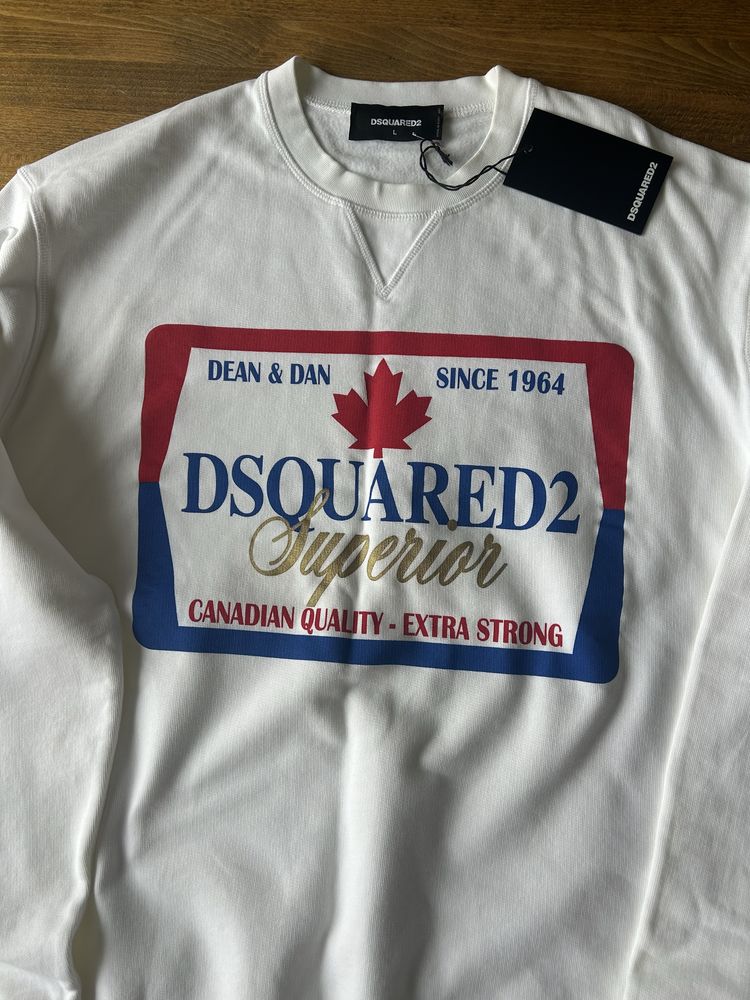 DSQUARED2
L
DSQUARED2
DEAN & DAN
SINCE 1964
DSQUARED2
Superior
CANADIAN QUALITY - EXTRA STRONG